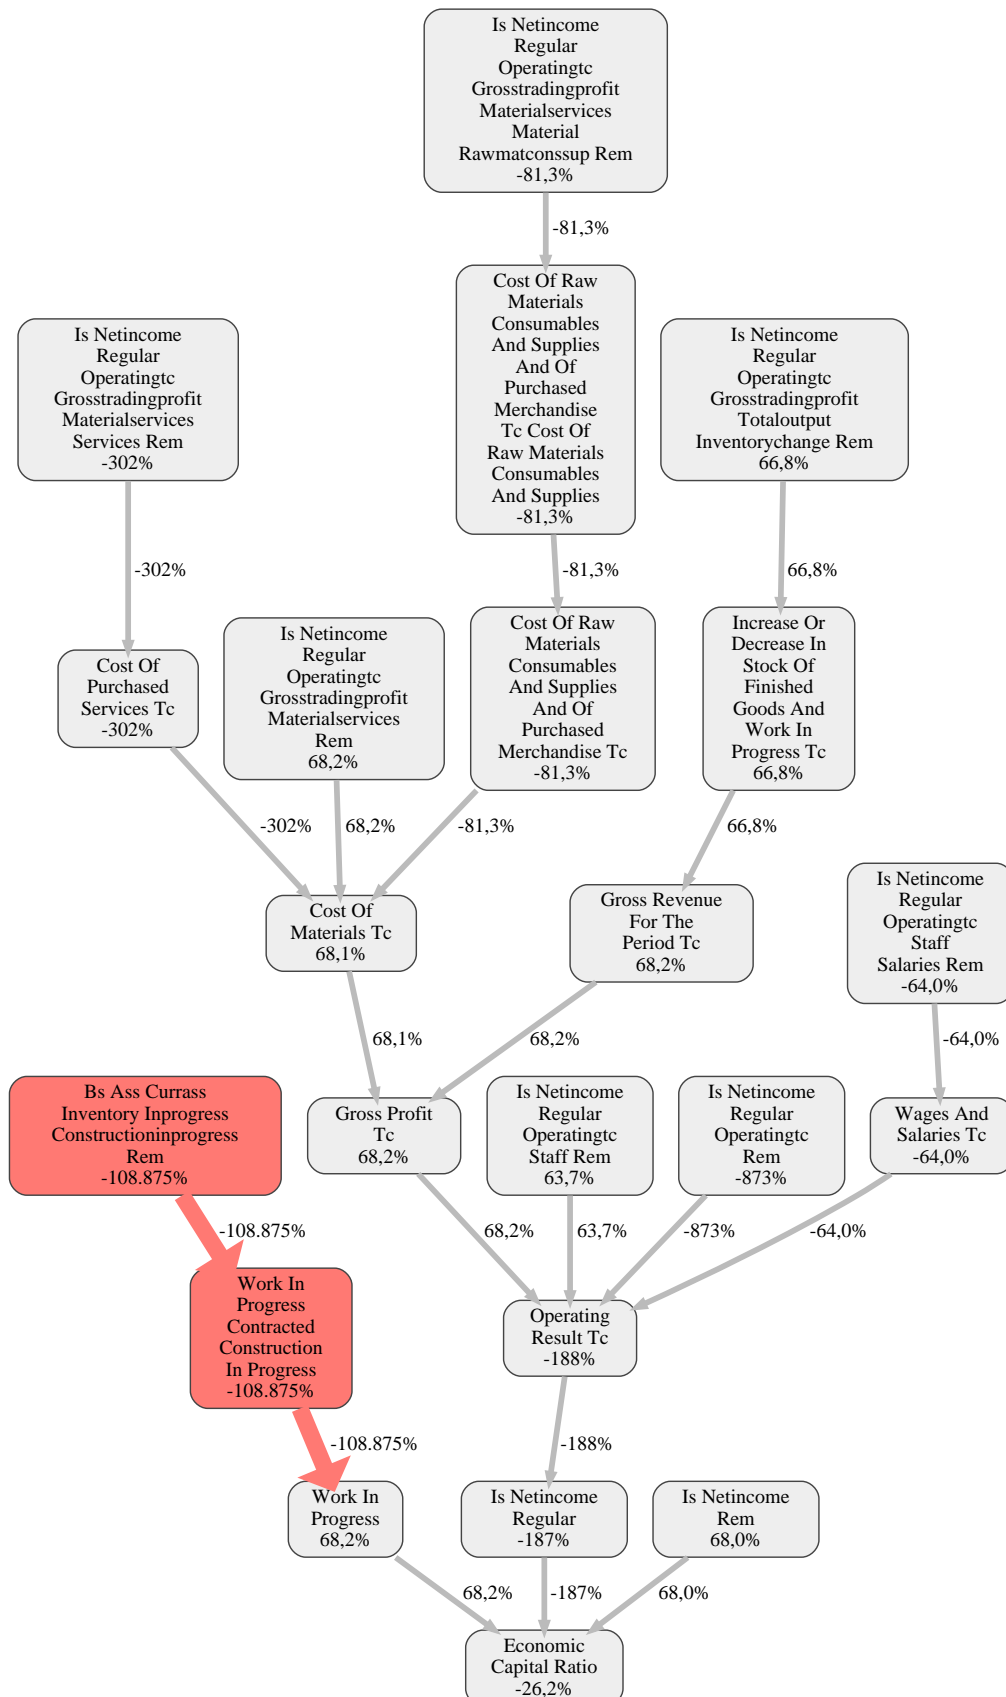 Is Netincome
Regular
Operatingtc
Grosstradingprofit
Materialservices
Material
Rawmatconssup Rem
-81,3%
-81,3%
Cost Of Raw
Materials
Consumables
And Supplies
And Of
Purchased
Merchandise
Tc Cost Of
Raw Materials
Consumables
And Supplies
-81,3%
Is Netincome
Regular
Operatingtc
Grosstradingprofit
Materialservices
Services Rem
-302%
Is Netincome
Regular
Operatingtc
Grosstradingprofit
Totaloutput
Inventorychange Rem
66,8%
-302%
-81,3%
66,8%
Cost Of
Purchased
Services Tc
-302%
Is Netincome
Regular
Operatingtc
Grosstradingprofit
Materialservices
Rem
68,2%
Cost Of Raw
Materials
Consumables
And Supplies
And Of
Purchased
Merchandise Tc
-81,3%
Increase Or
Decrease In
Stock Of
Finished
Goods And
Work In
Progress Tc
66,8%
-302%
68,2%
-81,3%
66,8%
Cost Of
Materials Tc
68,1%
Gross Revenue
For The
Period Tc
68,2%
Is Netincome
Regular
Operatingtc
Staff
Salaries Rem
-64,0%
68,1%
68,2%
-64,0%
Bs Ass Currass
Inventory Inprogress
Constructioninprogress
Rem
-108.875%
Gross Profit
Tc
68,2%
Is Netincome
Regular
Operatingtc
Staff Rem
63,7%
Is Netincome
Regular
Operatingtc
Rem
-873%
Wages And
Salaries Tc
-64,0%
-108.875%
68,2%
63,7%
-873%
-64,0%
Work In
Progress
Contracted
Construction
In Progress
-108.875%
Operating
Result Tc
-188%
-108.875%
-188%
Work In
Progress
68,2%
Is Netincome
Regular
-187%
Is Netincome
Rem
68,0%
68,2%
-187%
68,0%
Economic
Capital Ratio
-26,2%